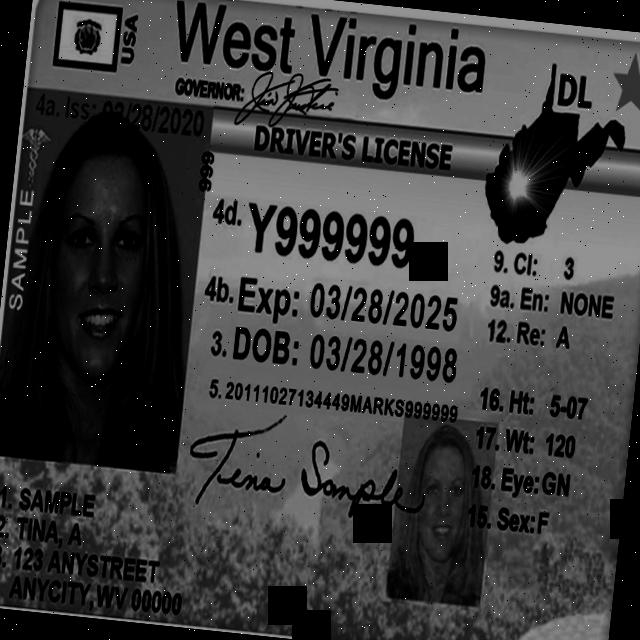 USA
West Virginia
GOVERNOR:
DL
4a. Iss: 03/28/2020
DRIVER'S LICENSE
SAMPLE
999
4d. Y999999
9. Cl: 3
4b. Exp: 03/28/2025
9a. En: NONE
3. DOB: 03/28/1998
12. Re: A
5. 20111027134449MARKS999999
16. Ht: 5-07
17. Wt: 120
Tina Sample
18. Eye: GN
15. Sex: F
1. SAMPLE
2. TINA, A
123 ANYSTREET
ANYCITY, WV 00000